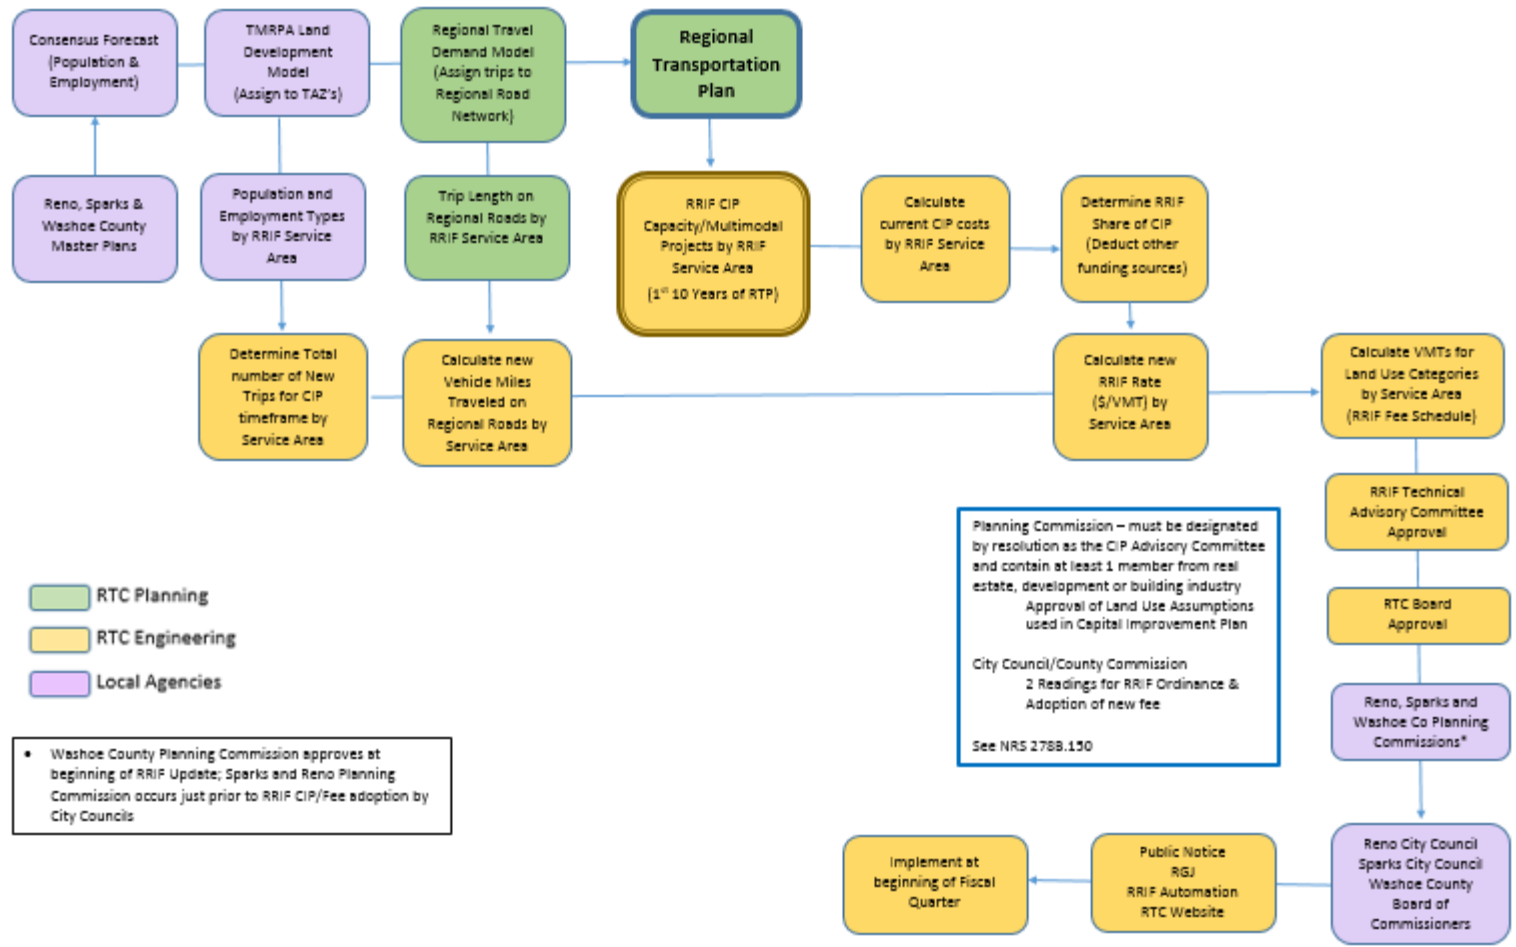 Consensus Forecast
(Population &
Employment)
TMRPA Land
Development
Model
(Assign to TAZ's)
Regional Travel
Demand Model
(Assign trips to
Regional Road
Network)
Regional
Transportation
Plan
Reno, Sparks &
Washoe County
Master Plans
Population and
Employment Types
by RRIF Service
Area
Trip Length on
Regional Roads by
RRIF Service Area
RRIF CIP
Capacity/Multimodal
Projects by RRIF
Service Area
(1st 10 Years of RTP)
Calculate
current CIP costs
by RRIF Service
Area
Determine RRIF
Share of CIP
(Deduct other
funding sources)
Determine Total
number of New
Trips for CIP
timeframe by
Service Area
Calculate new
Vehicle Miles
Traveled on
Regional Roads by
Service Area
Calculate new
RRIF Rate
($/VMT) by
Service Area
Calculate VMTs for
Land Use Categories
by Service Area
(RRIF Fee Schedule)
RRIF Technical
Advisory Committee
Approval
Planning Commission – must be designated
by resolution as the CIP Advisory Committee
and contain at least 1 member from real
estate, development or building industry
Approval of Land Use Assumptions
used in Capital Improvement Plan
City Council/County Commission
2 Readings for RRIF Ordinance &
Adoption of new fee
See NRS 278B.150
RTC Board
Approval
RTC Planning
RTC Engineering
Local Agencies
Reno, Sparks and
Washoe Co Planning
Commissions*
• Washoe County Planning Commission approves at
beginning of RRIF Update; Sparks and Reno Planning
Commission occurs just prior to RRIF CIP/Fee adoption by
City Councils
Reno City Council
Sparks City Council
Washoe County
Board of
Commissioners
Public Notice
RGJ
RRIF Automation
RTC Website
Implement at
beginning of Fiscal
Quarter